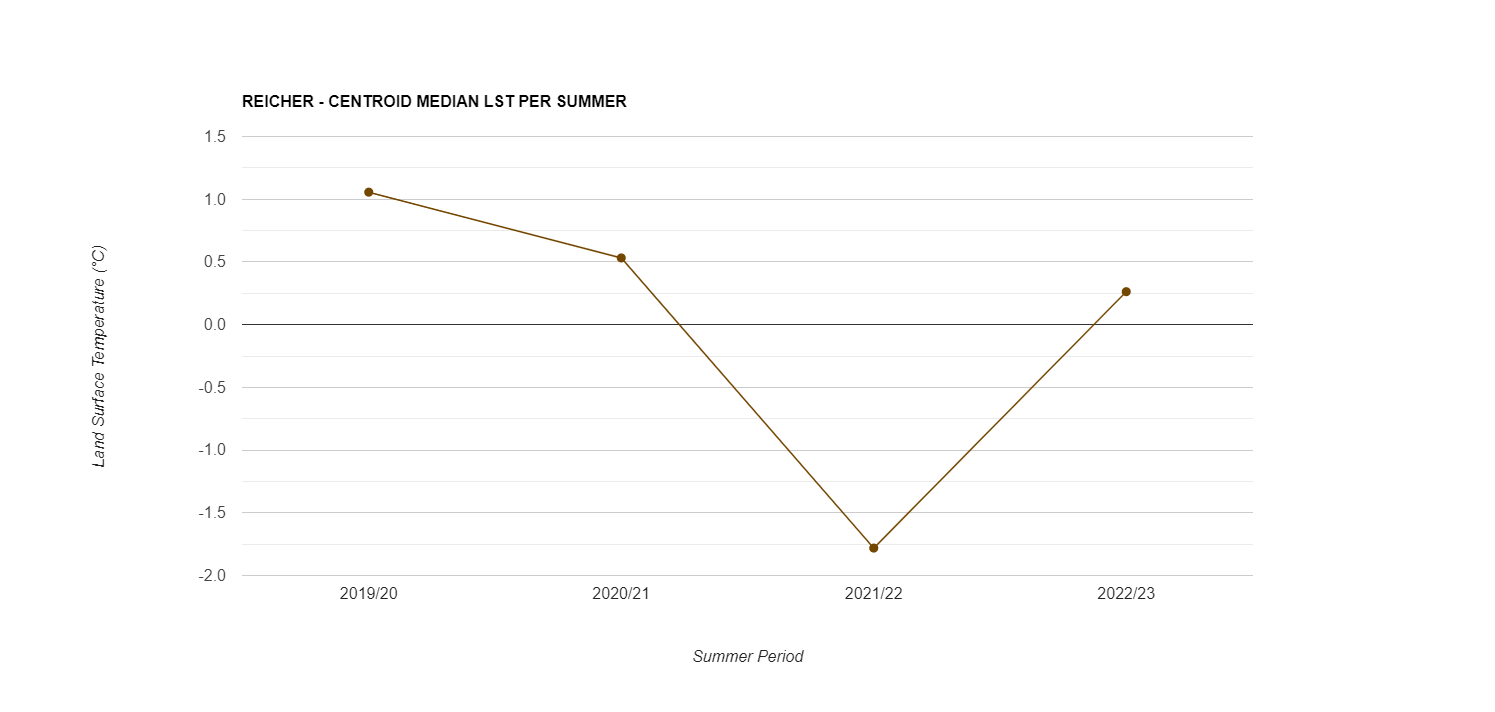 REICHER - CENTROID MEDIAN LST PER SUMMER
1.5
1.0
0.5
0.0
-0.5
-1.0
-1.5
-2.0
Land Surface Temperature (°C)
2019/20 2020/21 2021/22 2022/23
Summer Period